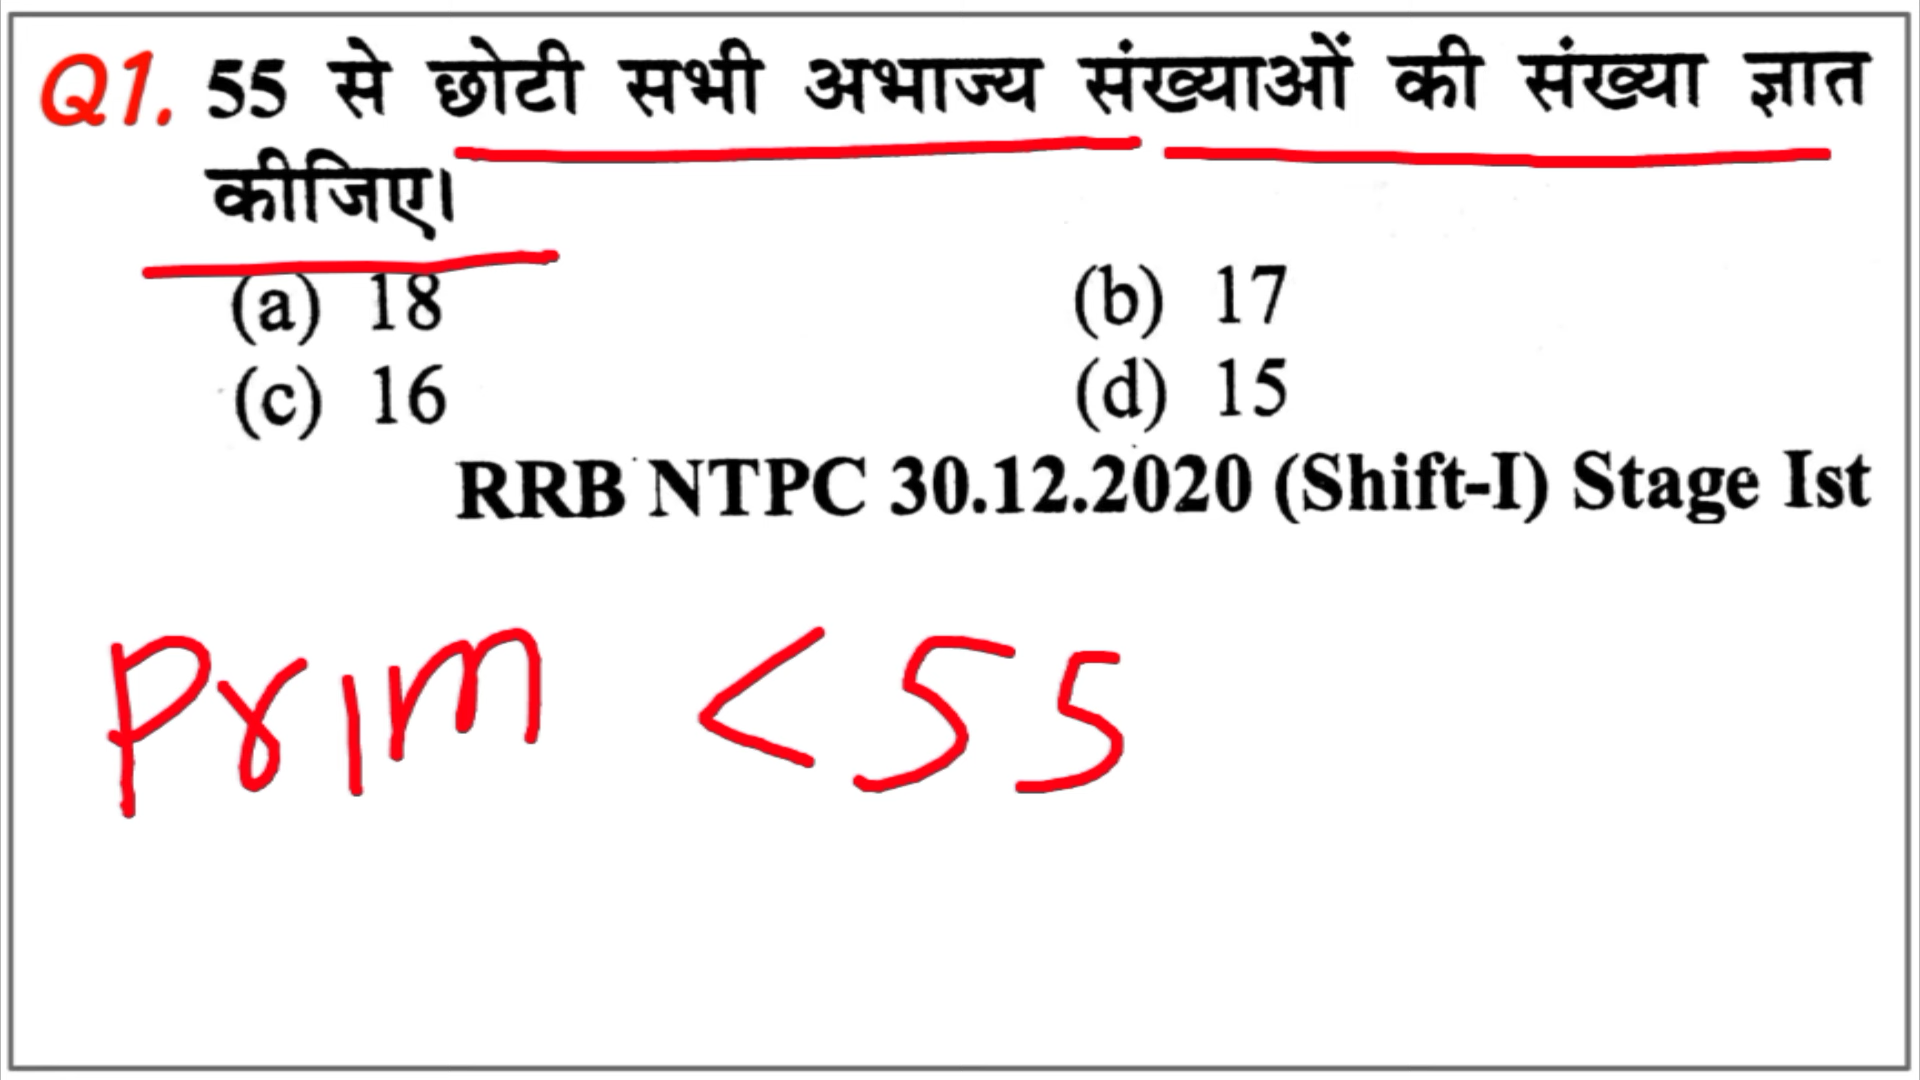 Q1. 55 से छोटी सभी अभाज्य संख्याओं की संख्या ज्ञात
कीजिए।
(a) 18 (b) 17
(c) 16 (d) 15
RRB NTPC 30.12.2020 (Shift-I) Stage Ist
Prim < 55